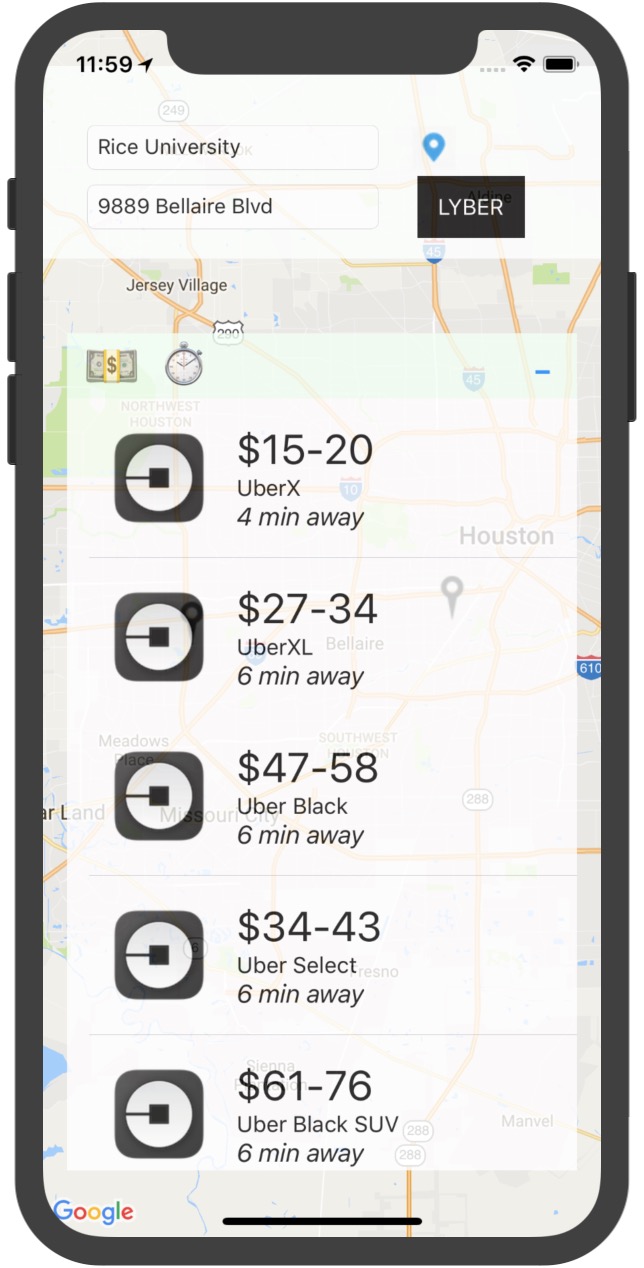 11:59
249
Rice University
9889 Bellaire Blvd
Aldine
LYBER
45
Jersey Village
290
$
45
NORTHWEST
HOUSTON
$15-20
UberX
4 min away
10
Houston
$27-34
UberXL
6 min away
Bellaire
610
Meadows
Place
SOUTHWEST
HOUSTON
$47-58
Uber Black
6 min away
288
ar Land
Missouri City
$34-43
Uber Select
6 min away
6
Fresno
Sienna
$61-76
Uber Black SUV
6 min away
288
288
Manvel
Google